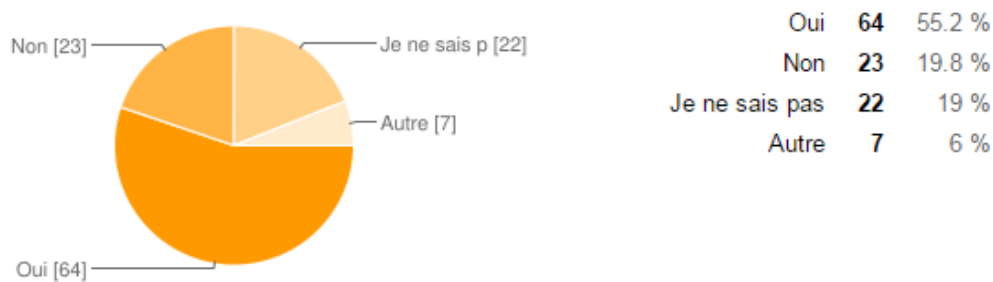 Non [23]
Je ne sais p [22]
Autre [7]
Oui [64]
Oui 64 55.2 %
Non 23 19.8 %
Je ne sais pas 22 19 %
Autre 7 6 %